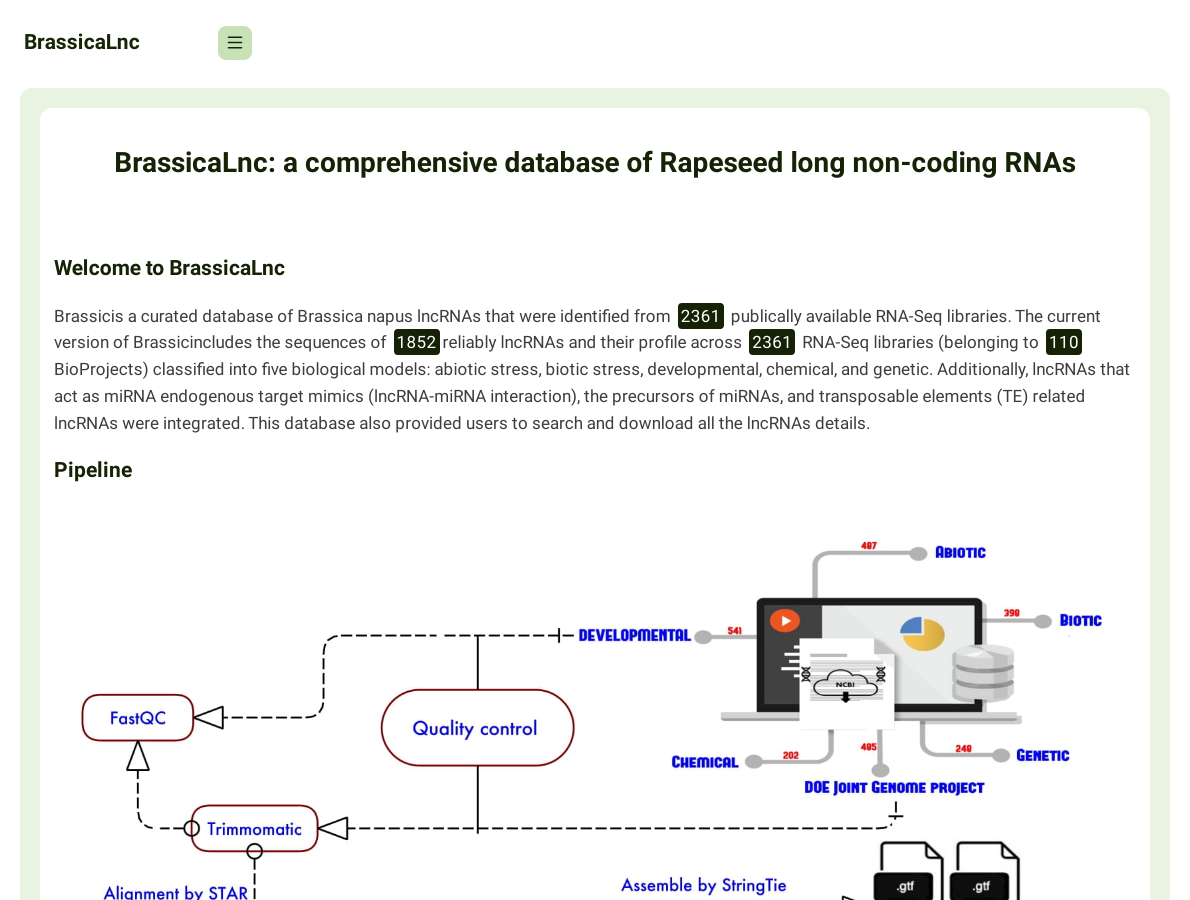 BrassicaLnc
BrassicaLnc: a comprehensive database of Rapeseed long non-coding RNAs
Welcome to BrassicaLnc
Brassicis a curated database of Brassica napus lncRNAs that were identified from 2361 publically available RNA-Seq libraries. The current
version of Brassicincludes the sequences of 1852 reliably lncRNAs and their profile across 2361 RNA-Seq libraries (belonging to 110
BioProjects) classified into five biological models: abiotic stress, biotic stress, developmental, chemical, and genetic. Additionally, lncRNAs that
act as miRNA endogenous target mimics (lncRNA-miRNA interaction), the precursors of miRNAs, and transposable elements (TE) related
lncRNAs were integrated. This database also provided users to search and download all the lncRNAs details.
Pipeline
487
Abiotic
398
Biotic
DEVELOPMENTAL
541
NCBI
FastQC
Quality control
Chemical
202
485
248
Genetic
DOE Joint Genome project
Trimmomatic
Alignment by STAR
Assemble by StringTie
.gtf
.gtf